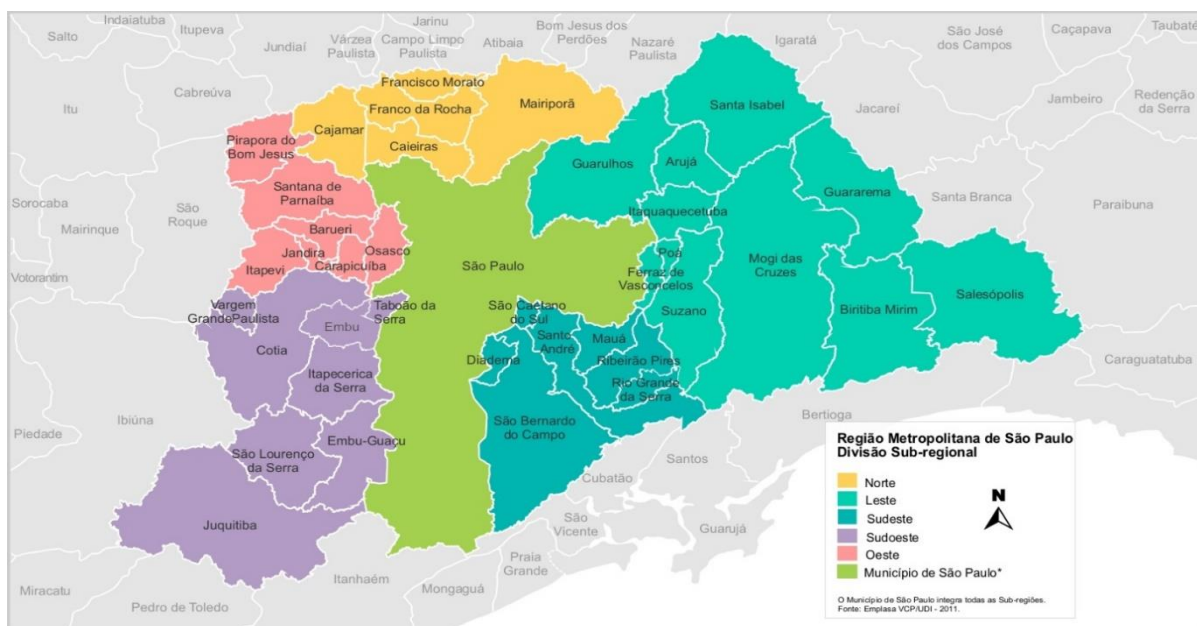 Indaiatuba
Salto
Itupeva
Jundiaí
Várzea
Paulista
Jarinu
Campo Limpo
Paulista
Atibaia
Bom Jesus dos
Perdões
Nazaré
Paulista
Igaratá
São José
dos Campos
Caçapava
Taubaté
Itu
Cabreúva
Francisco Morato
Franco da Rocha
Mairiporã
Cajamar
Caieiras
Santa Isabel
Jacareí
Jambeiro
Redenção
da Serra
Pirapora do
Bom Jesus
Guarulhos
Arujá
Santana de
Parnaíba
Guararema
Santa Branca
Paraibuna
Sorocaba
Mairinque
São
Roque
Itaquaquecetuba
Barueri
Jandira
Osasco
Carapicuíba
Itapevi
São Paulo
Poá
Ferraz de
Vasconcelos
Mogi das
Cruzes
Votorantim
Vargem
GrandePaulista
Taboão da
Serra
Embu
São Caetano
do Sul
Suzano
Biritiba Mirim
Salesópolis
Cotia
Santo
André
Mauá
Diadema
Ribeirão Pires
Rio Grande
da Serra
Caraguatatuba
Itapecerica
da Serra
Ibiúna
Piedade
São Bernardo
do Campo
Bertioga
Embu-Guaçu
São Lourenço
da Serra
Santos
Cubatão
Juquitiba
São
Vicente
Guarujá
Praia
Grande
Itanhaém
Mongaguá
Miracatu
Pedro de Toledo
Região Metropolitana de São Paulo
Divisão Sub-regional
Norte
Leste
Sudeste
Sudoeste
Oeste
Município de São Paulo*
N
O Município de São Paulo integra todas as Sub-regiões.
Fonte: Emplasa VCP/UDI - 2011.